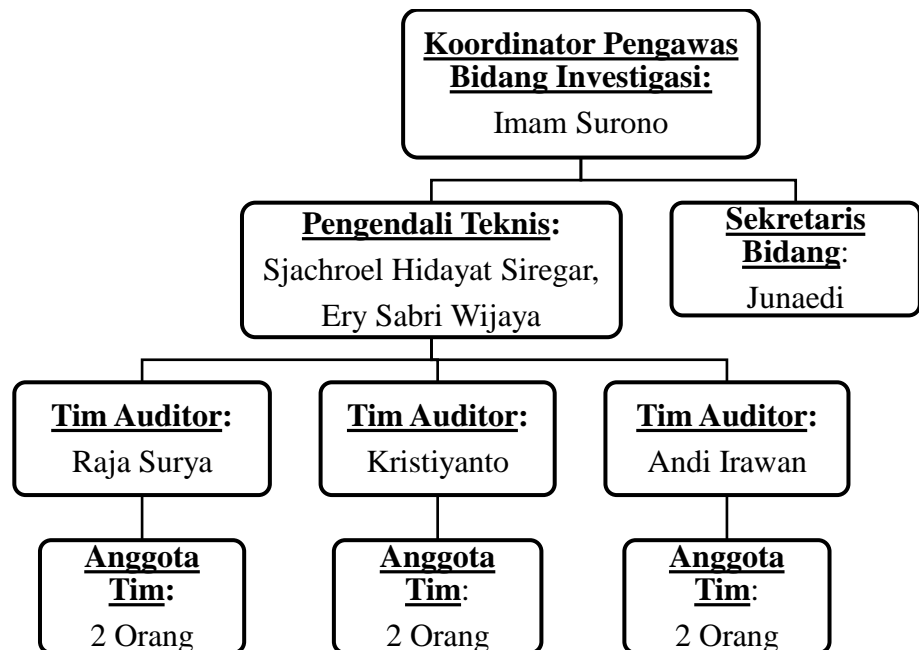 Koordinator Pengawas
Bidang Investigasi:
Imam Surono
Pengendali Teknis:
Sjachroel Hidayat Siregar,
Ery Sabri Wijaya
Sekretaris
Bidang:
Junaedi
Tim Auditor:
Raja Surya
Tim Auditor:
Kristiyanto
Tim Auditor:
Andi Irawan
Anggota
Tim:
2 Orang
Anggota
Tim:
2 Orang
Anggota
Tim:
2 Orang